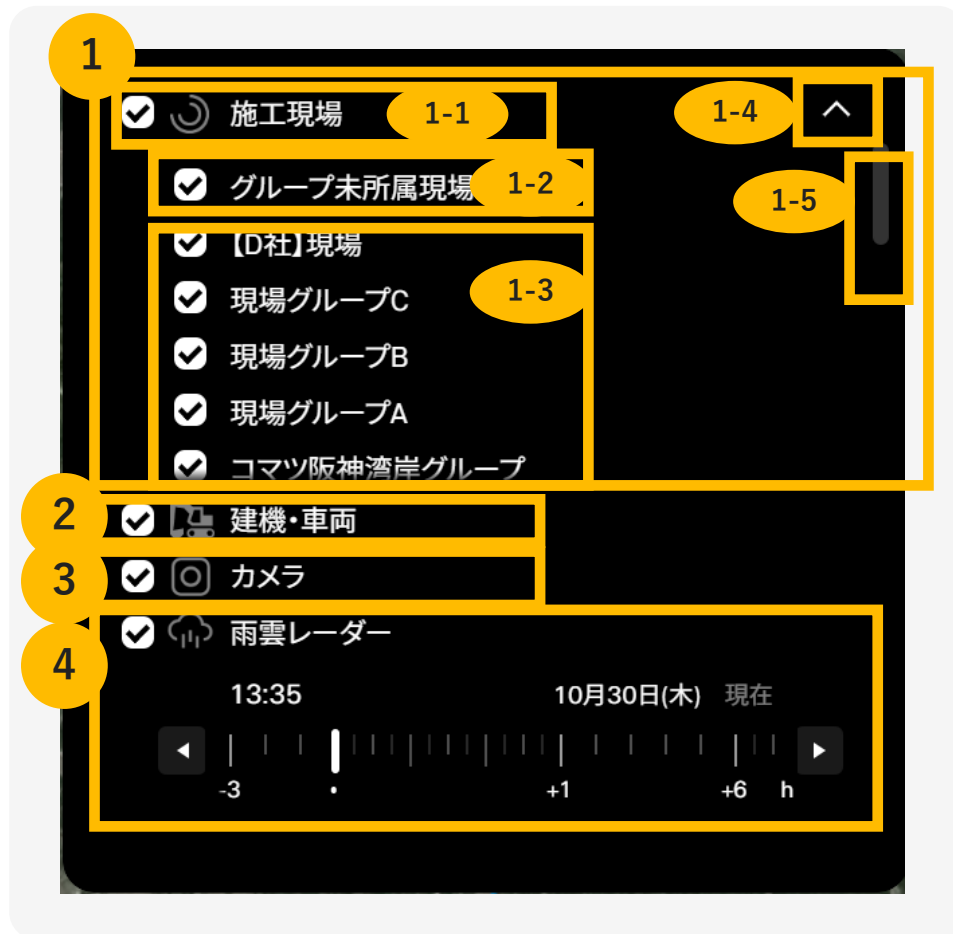 1
施工現場
1-1
1-4
グループ未所属現場
1-2
1-5
【D社】現場
1-3
現場グループC
現場グループB
現場グループA
コマツ阪神湾岸グループ
2
建機・車両
3
カメラ
4
雨雲レーダー
13:35 10月30日(木) 現在
-3 +1 +6 h